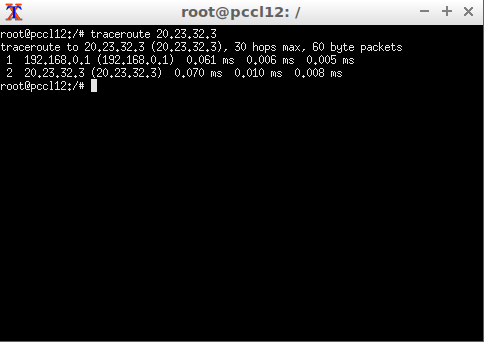 root@pccl12: /
root@pccl12:/# traceroute 20.23.32.3
traceroute to 20.23.32.3 (20.23.32.3), 30 hops max, 60 byte packets
 1  192.168.0.1 (192.168.0.1)  0.061 ms  0.006 ms  0.005 ms
 2  20.23.32.3 (20.23.32.3)  0.070 ms  0.010 ms  0.008 ms
root@pccl12:/#